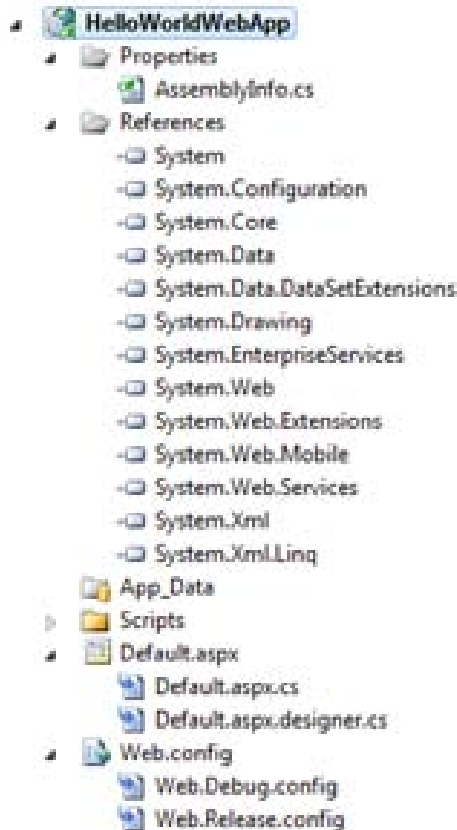 HelloWorldWebApp
Properties
AssemblyInfo.cs
References
System
System.Configuration
System.Core
System.Data
System.Data.DataSetExtensions
System.Drawing
System.EnterpriseServices
System.Web
System.Web.Extensions
System.Web.Mobile
System.Web.Services
System.Xml
System.Xml.Linq
App_Data
Scripts
Default.aspx
Default.aspx.cs
Default.aspx.designer.cs
Web.config
Web.Debug.config
Web.Release.config